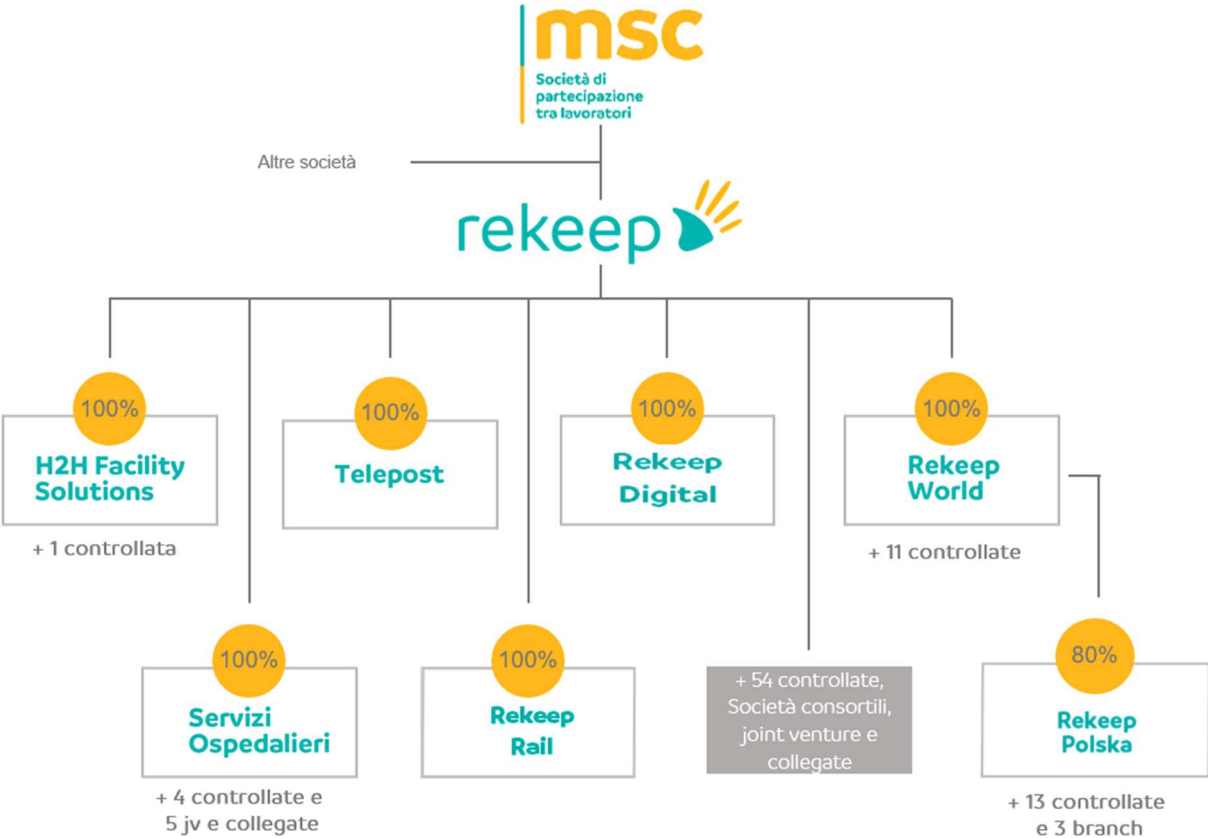 msc
Società di
partecipazione
tra lavoratori
Altre società
rekeep
100%
H2H Facility
Solutions
+ 1 controllata
100%
Telepost
100%
Rekeep
Digital
100%
Rekeep
World
+ 11 controllate
100%
Servizi
Ospedalieri
+ 4 controllate e
5 jv e collegate
100%
Rekeep
Rail
+ 54 controllate,
Società consortili,
joint venture e
collegate
80%
Rekeep
Polska
+ 13 controllate
e 3 branch